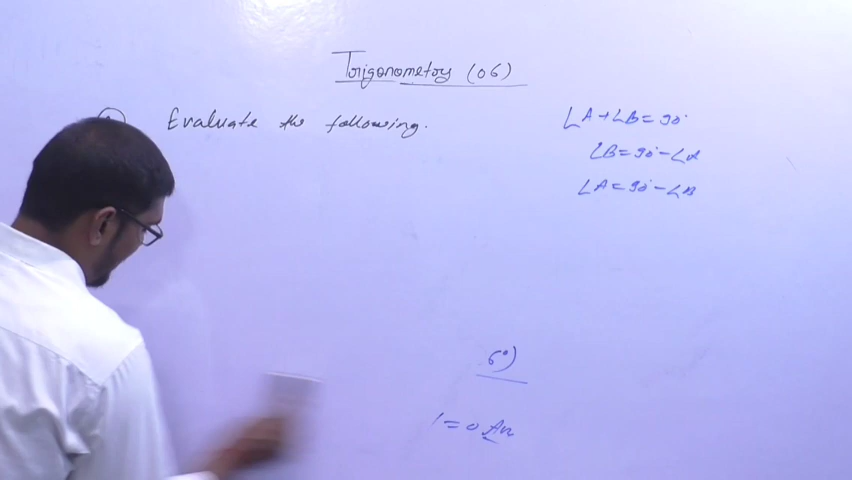 Trigonometry (06)
Evaluate the following.
∠A+∠B=90°
∠B=90°-∠A
∠A=90°-∠B
6°)
1=0 An